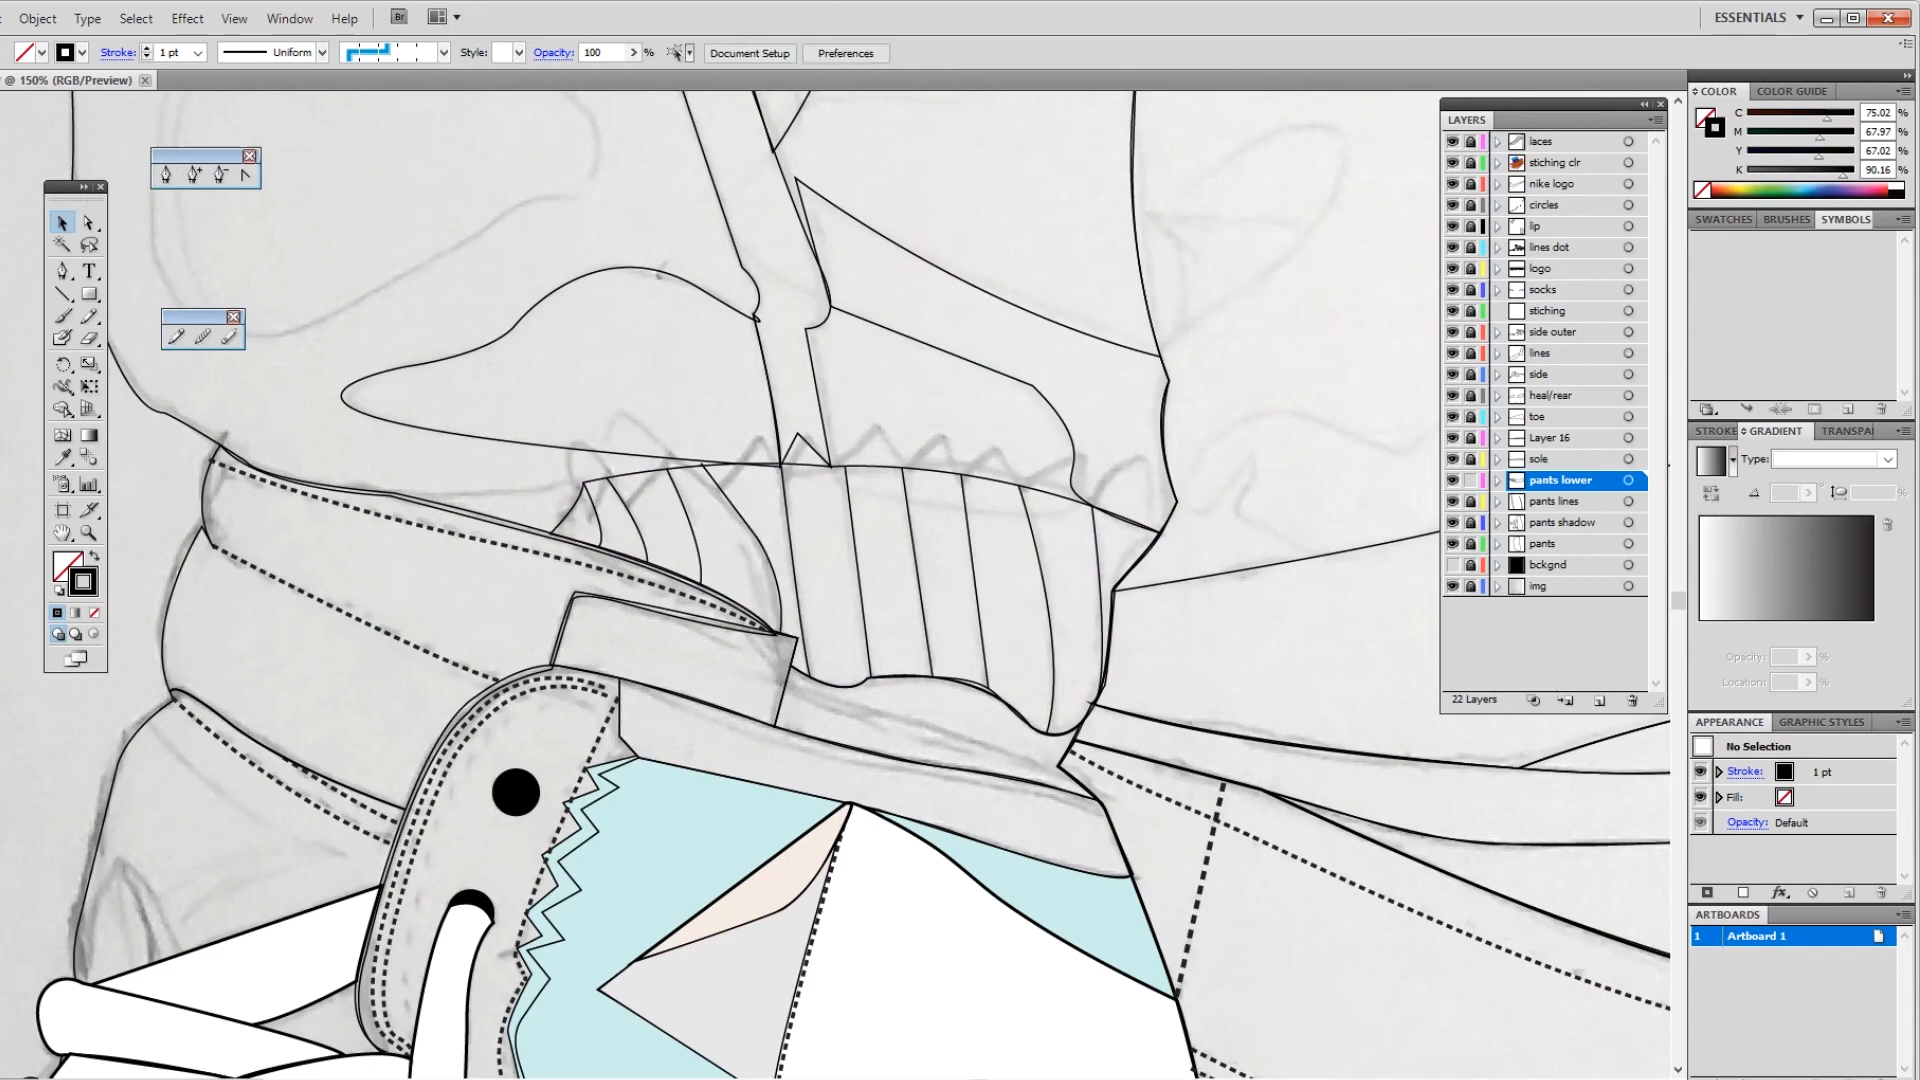 Object Type Select Effect View Window Help Br ESSENTIALS
Stroke: 1 pt Uniform Style: Opacity: 100 % Document Setup Preferences
@ 150% (RGB/Preview)
COLOR COLOR GUIDE
C 75.02 %
M 67.97 %
Y 67.02 %
K 90.16 %
SWATCHES BRUSHES SYMBOLS
STROKE GRADIENT TRANSPA
Type:
Opacity: %
Location: %
APPEARANCE GRAPHIC STYLES
No Selection
Stroke: 1 pt
Fill:
Opacity: Default
fx
ARTBOARDS
1 Artboard 1
LAYERS
laces
stiching clr
nike logo
circles
lip
lines dot
logo
socks
stiching
side outer
lines
side
heal/rear
toe
Layer 16
sole
pants lower
pants lines
pants shadow
pants
bckgnd
img
22 Layers
T